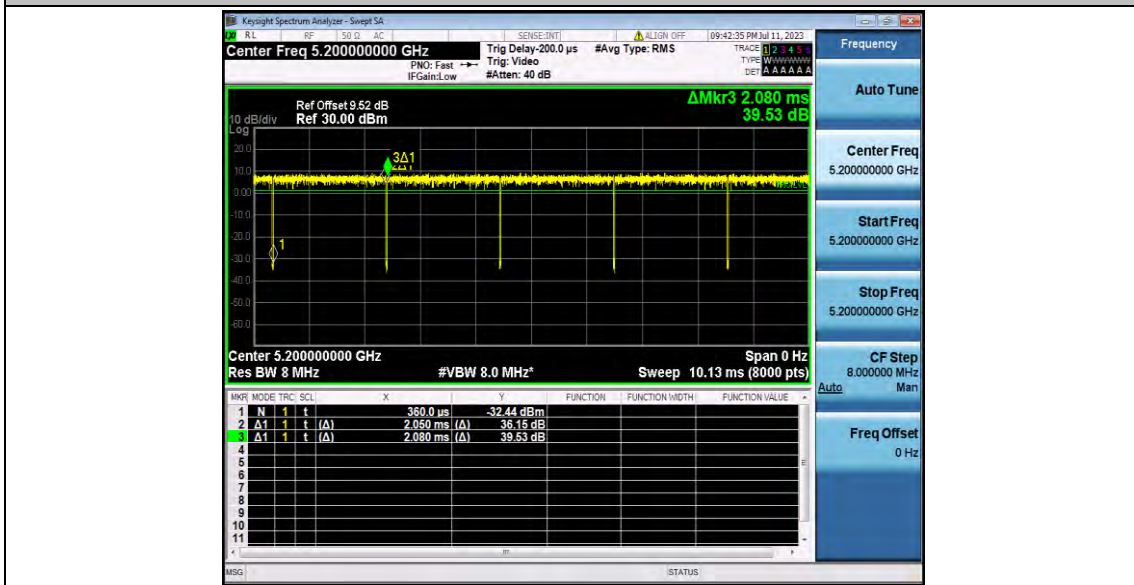 Keysight Spectrum Analyzer - Swept SA
RL RF 50 Ω AC SENSE:INT ALIGN OFF 09:42:35 PM Jul 11, 2023
Center Freq 5.200000000 GHz
PNO: Fast
IFGain:Low
Trig Delay-200.0 µs
Trig: Video
#Atten: 40 dB
#Avg Type: RMS
TRACE 1 2 3 4 5 6
TYPE WWWWWW
DET A A A A A A
Frequency
Auto Tune
Center Freq
5.200000000 GHz
Start Freq
5.200000000 GHz
Stop Freq
5.200000000 GHz
CF Step
8.000000 MHz
Auto Man
Freq Offset
0 Hz
ΔMkr3 2.080 ms
39.53 dB
Ref Offset 9.52 dB
10 dB/div Ref 30.00 dBm
Log
20.0
10.0
0.00
-10.0
-20.0
-30.0
-40.0
-50.0
-60.0
3Δ1
2Δ1
1
Center 5.200000000 GHz Span 0 Hz
Res BW 8 MHz #VBW 8.0 MHz* Sweep 10.13 ms (8000 pts)
MKR MODE TRC SCL X Y FUNCTION FUNCTION WIDTH FUNCTION VALUE
1 N 1 t 360.0 µs -32.44 dBm
2 Δ1 1 t (Δ) 2.050 ms (Δ) 36.15 dB
3 Δ1 1 t (Δ) 2.080 ms (Δ) 39.53 dB
4
5
6
7
8
9
10
11
MSG STATUS